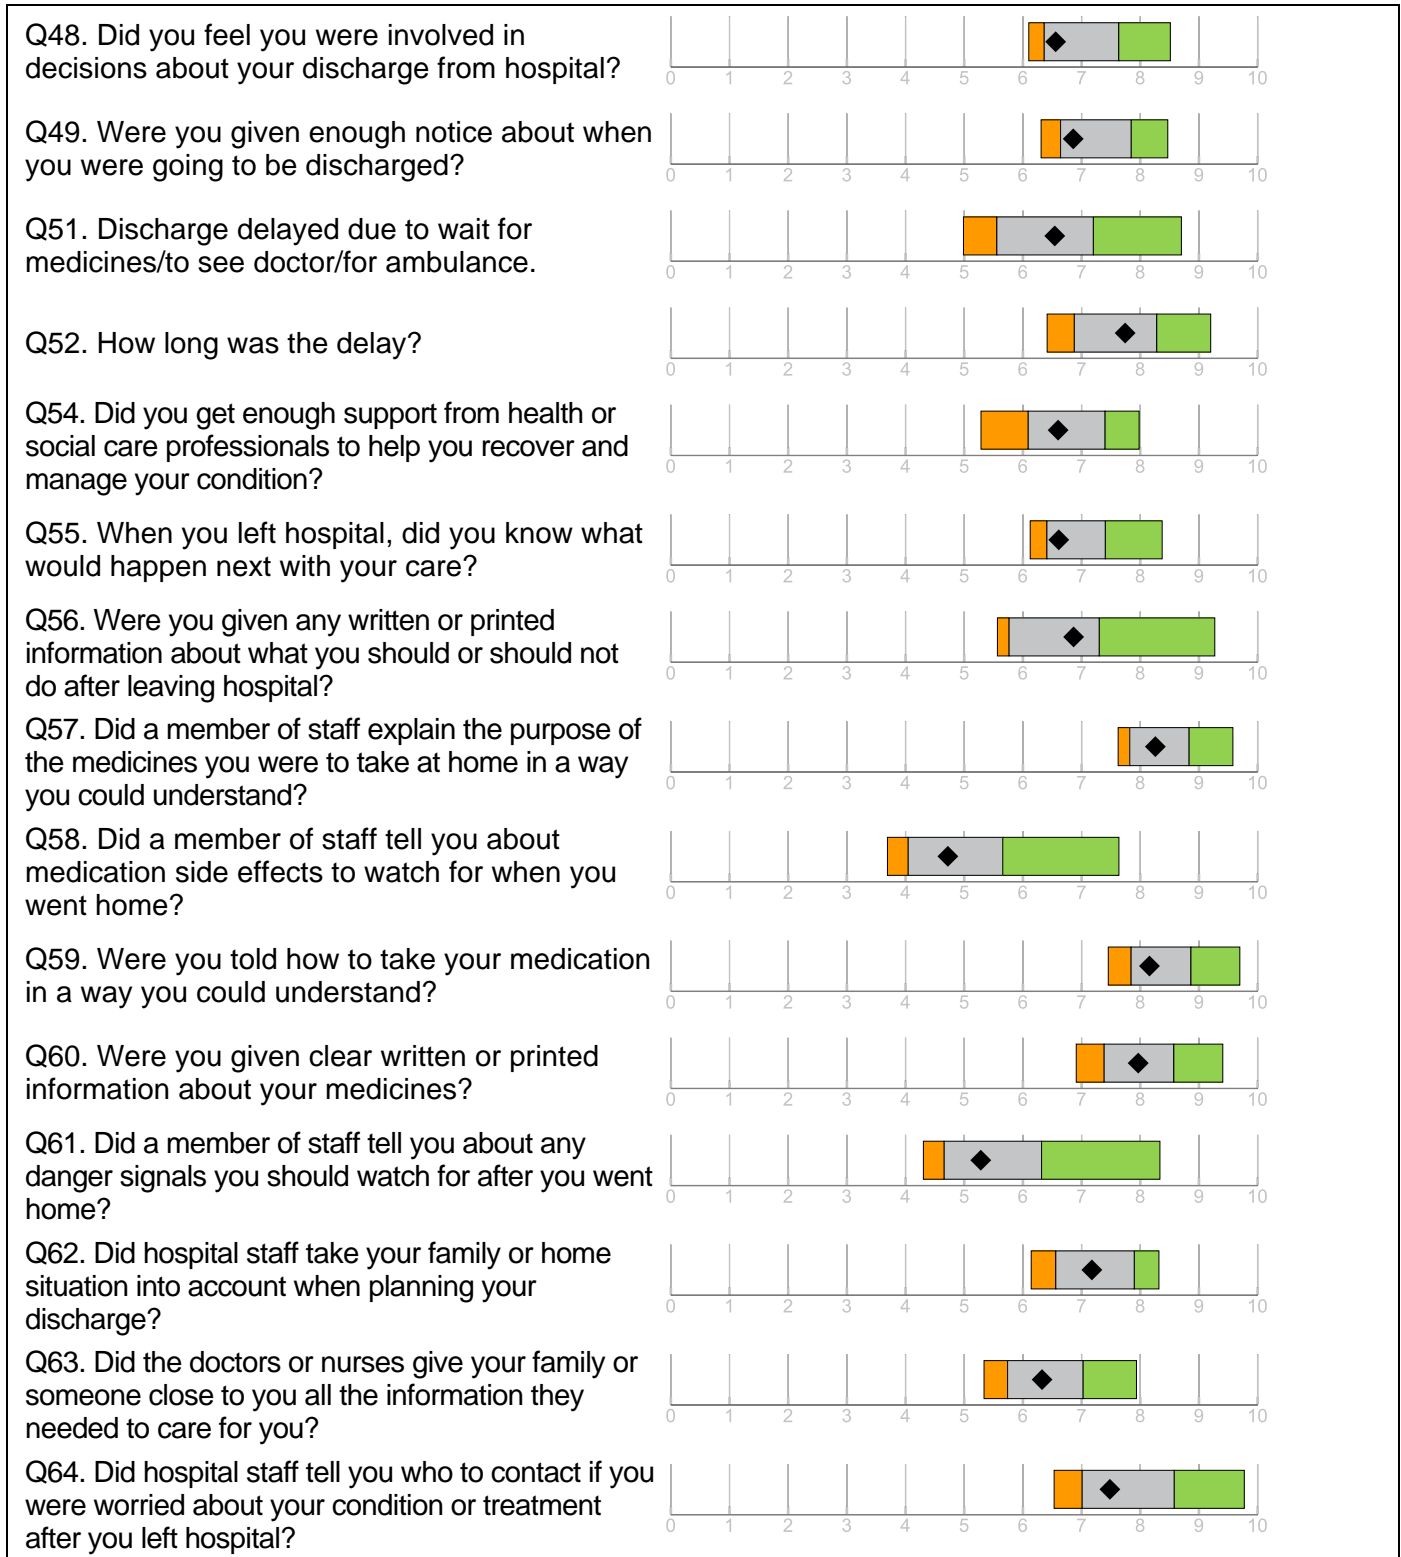 Q48. Did you feel you were involved in
decisions about your discharge from hospital?
0 1 2 3 4 5 6 7 8 9 10
Q49. Were you given enough notice about when
you were going to be discharged?
0 1 2 3 4 5 6 7 8 9 10
Q51. Discharge delayed due to wait for
medicines/to see doctor/for ambulance.
0 1 2 3 4 5 6 7 8 9 10
Q52. How long was the delay?
0 1 2 3 4 5 6 7 8 9 10
Q54. Did you get enough support from health or
social care professionals to help you recover and
manage your condition?
0 1 2 3 4 5 6 7 8 9 10
Q55. When you left hospital, did you know what
would happen next with your care?
0 1 2 3 4 5 6 7 8 9 10
Q56. Were you given any written or printed
information about what you should or should not
do after leaving hospital?
0 1 2 3 4 5 6 7 8 9 10
Q57. Did a member of staff explain the purpose of
the medicines you were to take at home in a way
you could understand?
0 1 2 3 4 5 6 7 8 9 10
Q58. Did a member of staff tell you about
medication side effects to watch for when you
went home?
0 1 2 3 4 5 6 7 8 9 10
Q59. Were you told how to take your medication
in a way you could understand?
0 1 2 3 4 5 6 7 8 9 10
Q60. Were you given clear written or printed
information about your medicines?
0 1 2 3 4 5 6 7 8 9 10
Q61. Did a member of staff tell you about any
danger signals you should watch for after you went
home?
0 1 2 3 4 5 6 7 8 9 10
Q62. Did hospital staff take your family or home
situation into account when planning your
discharge?
0 1 2 3 4 5 6 7 8 9 10
Q63. Did the doctors or nurses give your family or
someone close to you all the information they
needed to care for you?
0 1 2 3 4 5 6 7 8 9 10
Q64. Did hospital staff tell you who to contact if you
were worried about your condition or treatment
after you left hospital?
0 1 2 3 4 5 6 7 8 9 10